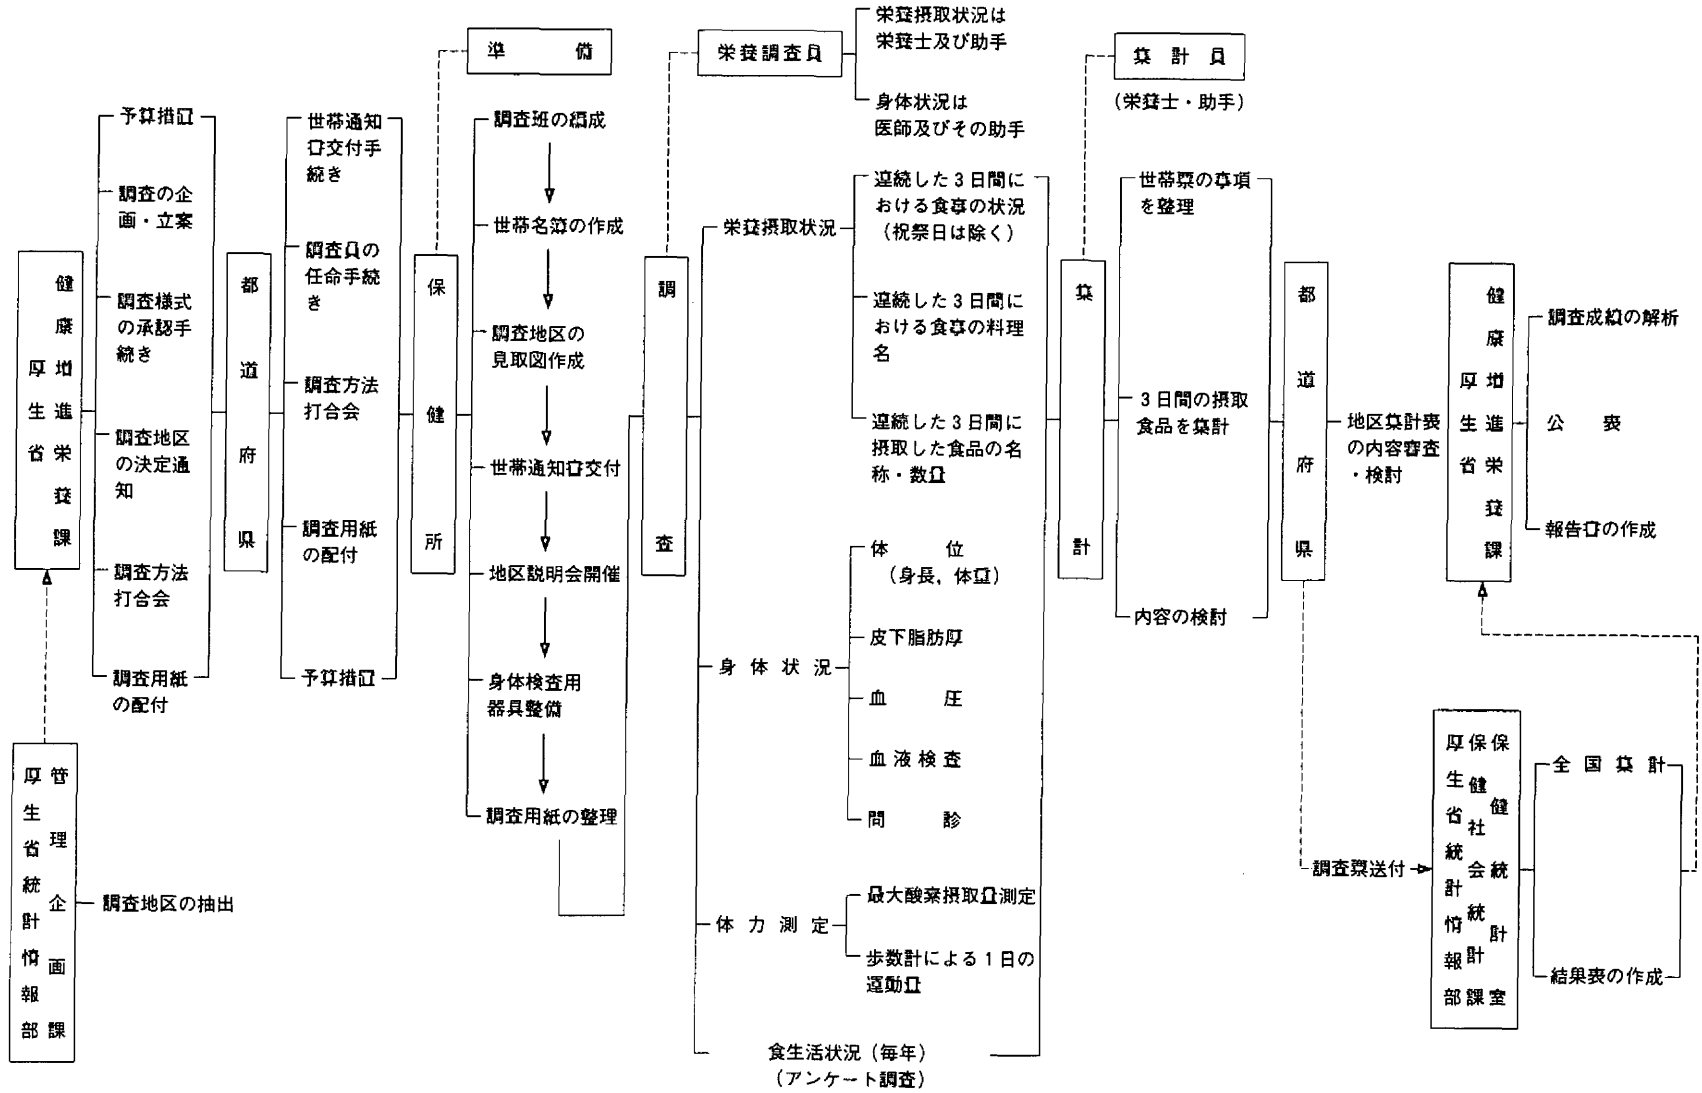 厚生省
健康増進栄養課
厚生省統計情報部
管理企画課
調査地区の抽出
予算措置
調査の企
画・立案
調査様式
の承認手
続き
調査地区
の決定通
知
調査方法
打合会
調査用紙
の配付
都道府県
世帯通知
書交付手
続き
調査員の
任命手続
き
調査方法
打合会
調査用紙
の配付
予算措置
保健所
準備
調査班の編成
世帯名簿の作成
調査地区の
見取図作成
世帯通知書交付
地区説明会開催
身体検査用
器具整備
調査用紙の整理
調査
栄養調査員
栄養摂取状況は
栄養士及び助手
身体状況は
医師及びその助手
栄養摂取状況
連続した3日間に
おける食事の状況
(祝祭日は除く)
連続した3日間に
おける食事の料理
名
連続した3日間に
摂取した食品の名
称・数量
身体状況
体位
(身長,体重)
皮下脂肪厚
血圧
血液検査
問診
体力測定
最大酸素摂取量測定
歩数計による1日の
運動量
食生活状況(毎年)
(アンケート調査)
集計
集計員
(栄養士・助手)
世帯票の事項
を整理
3日間の摂取
食品を集計
内容の検討
都道府県
地区集計表
の内容審査
・検討
調査票送付
厚生省統計情報部
保健社会統計課
保健統計室
全国集計
結果表の作成
厚生省
健康増進栄養課
調査成績の解析
公表
報告書の作成